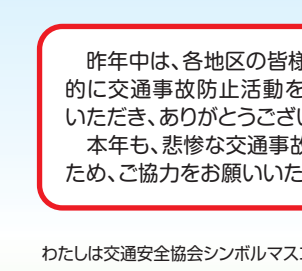 昨年中は、各地区の皆様
的に交通事故防止活動を
いただき、ありがとうござい
本年も、悲惨な交通事故
ため、ご協力をお願いいた
わたしは交通安全協会シンボルマスコ